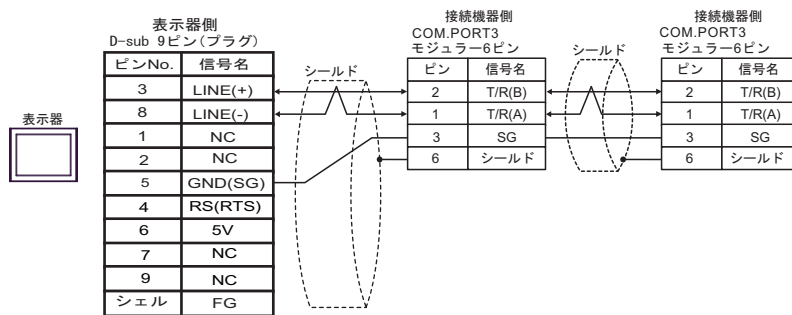 表示器
表示器側
D-sub 9ピン(プラグ)
ピンNo. 信号名
3 LINE(+)
8 LINE(-)
1 NC
2 NC
5 GND(SG)
4 RS(RTS)
6 5V
7 NC
9 NC
シェル FG
シールド
接続機器側
COM.PORT3
モジュラー6ピン
ピン 信号名
2 T/R(B)
1 T/R(A)
3 SG
6 シールド
シールド
接続機器側
COM.PORT3
モジュラー6ピン
ピン 信号名
2 T/R(B)
1 T/R(A)
3 SG
6 シールド